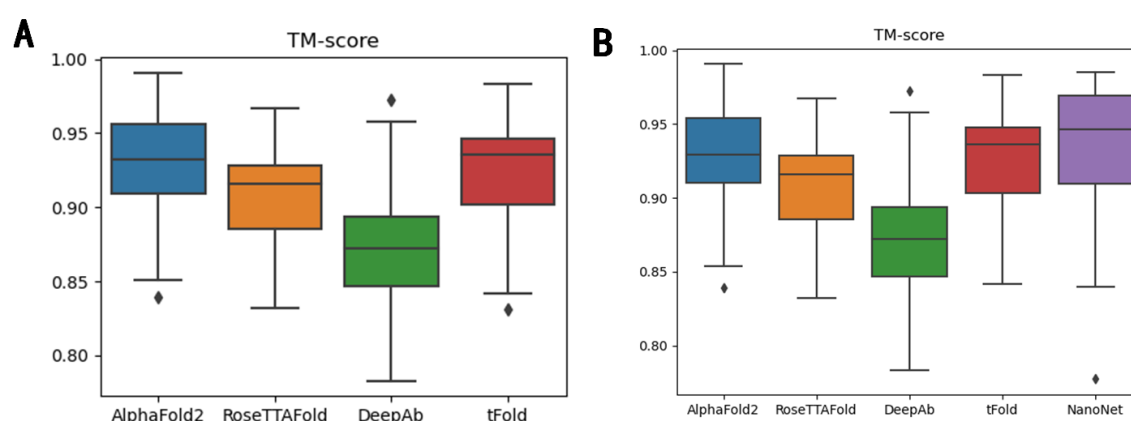 A
TM-score
1.00
0.95
0.90
0.85
0.80
AlphaFold2 RoseTTAFold DeepAb tFold
B
TM-score
1.00
0.95
0.90
0.85
0.80
AlphaFold2 RoseTTAFold DeepAb tFold NanoNet